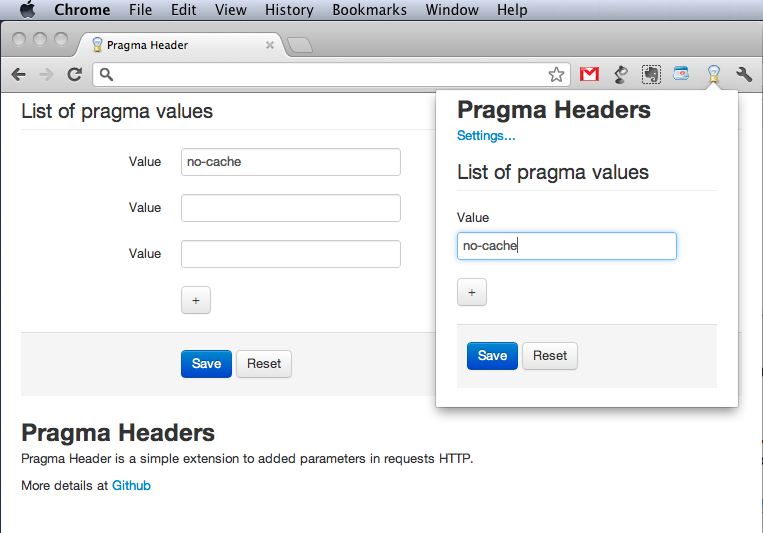 Chrome File Edit View History Bookmarks Window Help
Pragma Header
List of pragma values
Value no-cache
Value
Value
+
Save Reset
Pragma Headers
Pragma Header is a simple extension to added parameters in requests HTTP.
More details at Github
Pragma Headers
Settings...
List of pragma values
Value
no-cache
+
Save Reset